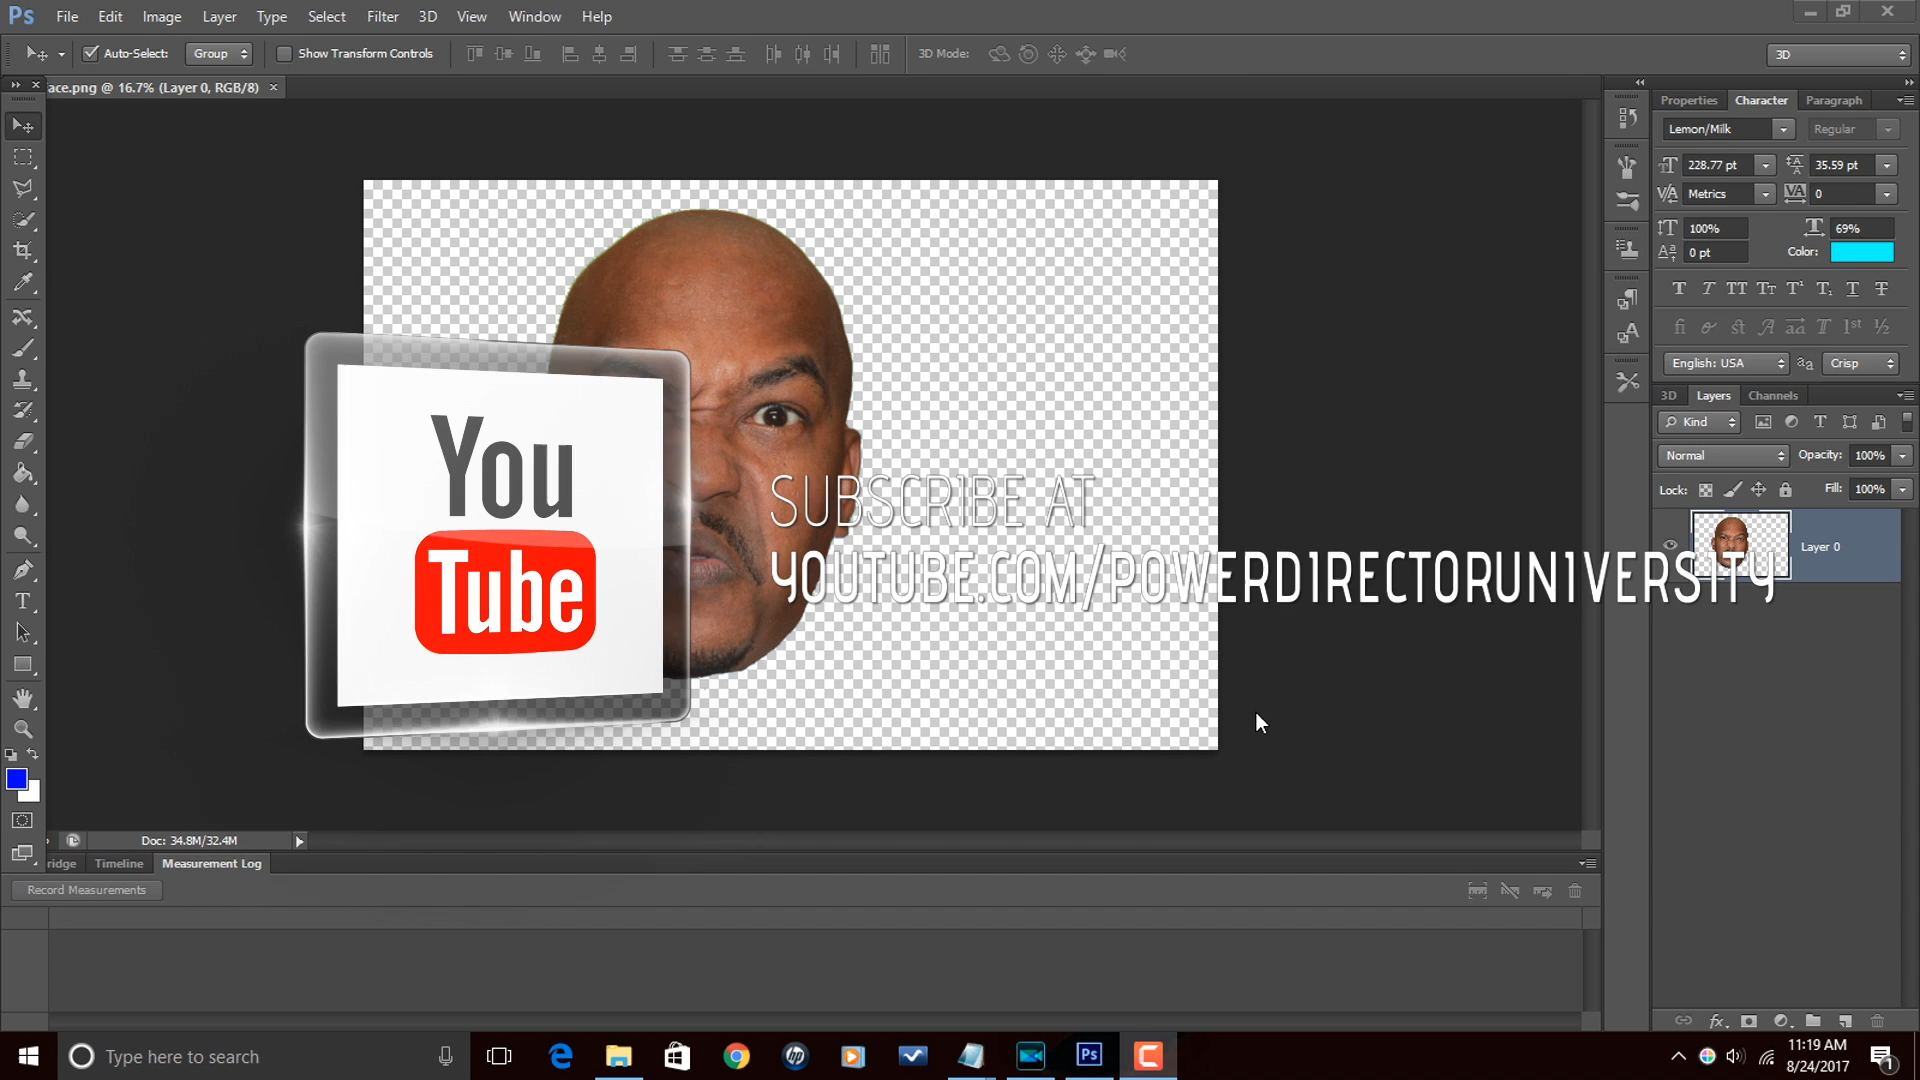 Ps File Edit Image Layer Type Select Filter 3D View Window Help
Auto-Select: Group Show Transform Controls 3D Mode: 3D
ace.png @ 16.7% (Layer 0, RGB/8) ×
Properties Character Paragraph
Lemon/Milk Regular
228.77 pt 35.59 pt
Metrics 0
100% 69%
0 pt Color:
English: USA Crisp
3D Layers Channels
Kind
Normal Opacity: 100%
Lock: Fill: 100%
Layer 0
You
Tube
SUBSCRIBE AT
YOUTUBE.COM/POWERDIRECTORUNIVERSITY
Doc: 34.8M/32.4M
ridge Timeline Measurement Log
Record Measurements
Type here to search
hp
Ps
11:19 AM
8/24/2017
1